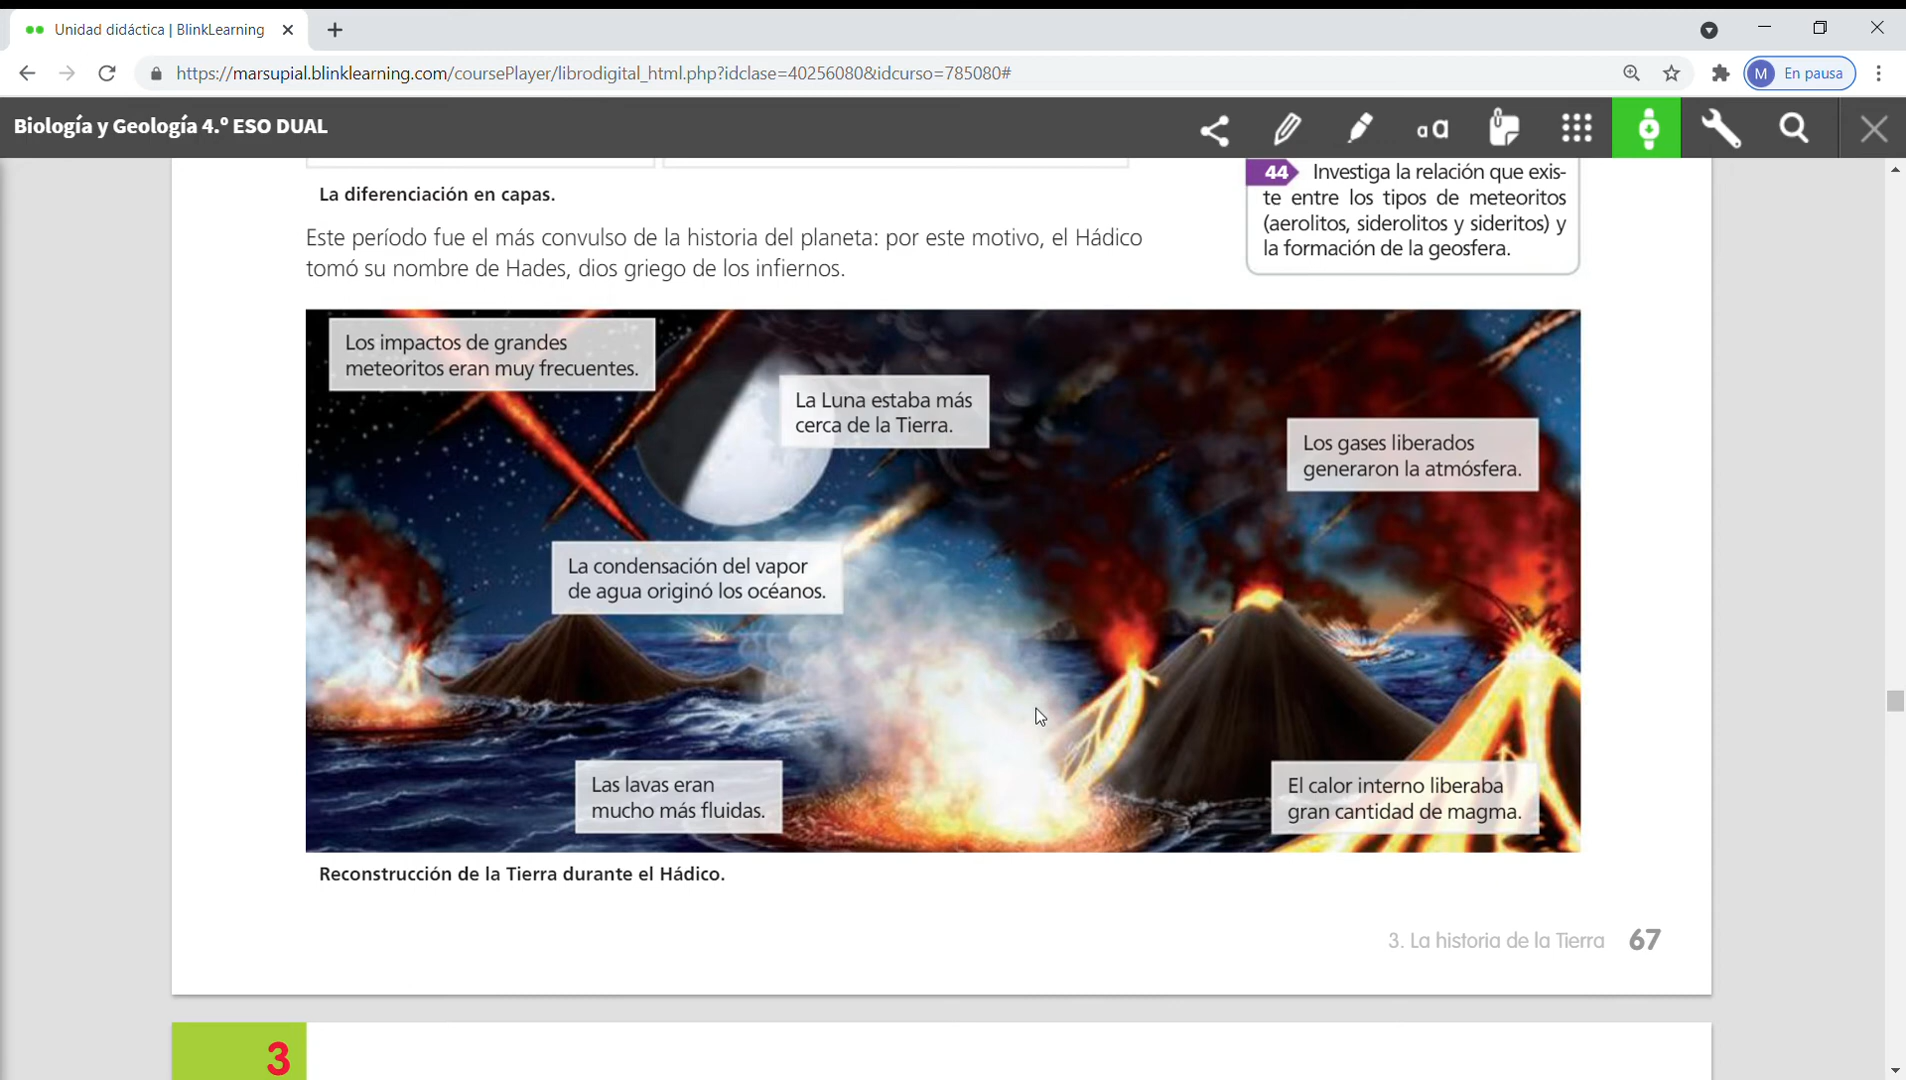 Unidad didáctica | BlinkLearning
https://marsupial.blinklearning.com/coursePlayer/librodigital_html.php?idclase=40256080&idcurso=785080#
M En pausa
Biología y Geología 4.º ESO DUAL
a a
La diferenciación en capas.
Este período fue el más convulso de la historia del planeta: por este motivo, el Hádico
tomó su nombre de Hades, dios griego de los infiernos.
44 Investiga la relación que exis-
te entre los tipos de meteoritos
(aerolitos, siderolitos y sideritos) y
la formación de la geosfera.
Los impactos de grandes
meteoritos eran muy frecuentes.
La Luna estaba más
cerca de la Tierra.
Los gases liberados
generaron la atmósfera.
La condensación del vapor
de agua originó los océanos.
Las lavas eran
mucho más fluidas.
El calor interno liberaba
gran cantidad de magma.
Reconstrucción de la Tierra durante el Hádico.
3. La historia de la Tierra 67
3